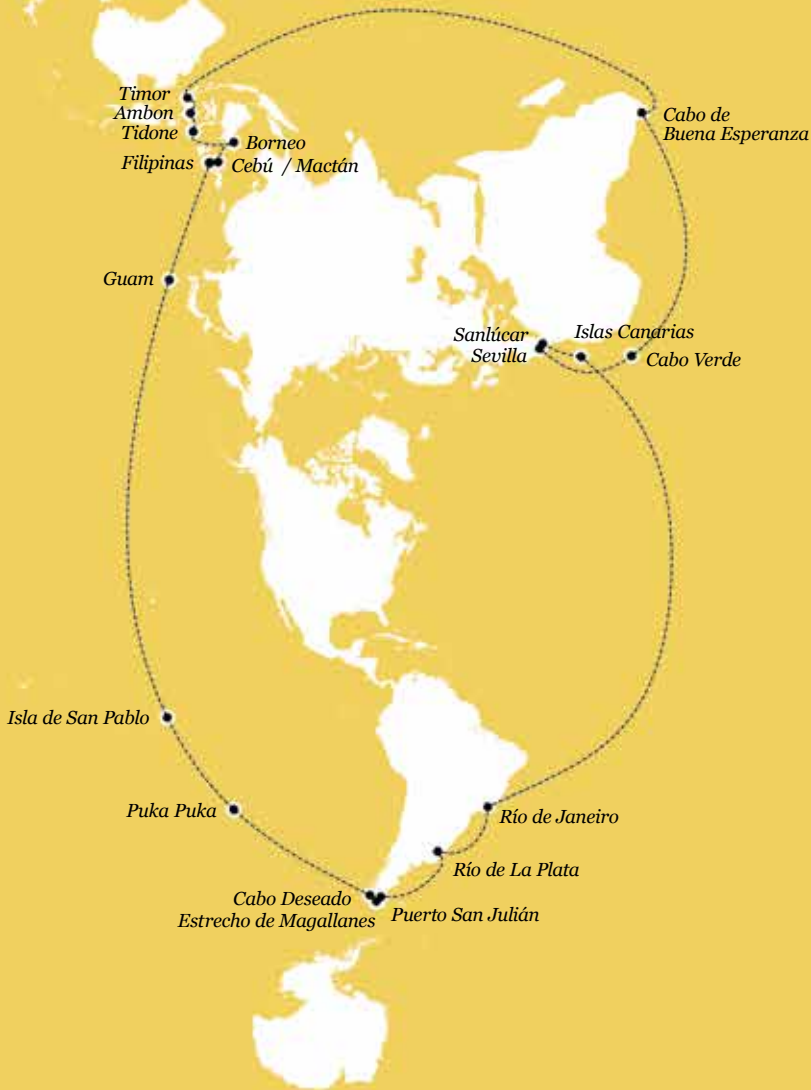 Timor
Ambon
Tidone
Borneo
Filipinas
Cebú / Mactán
Cabo de
Buena Esperanza
Guam
Sanlúcar
Sevilla
Islas Canarias
Cabo Verde
Isla de San Pablo
Puka Puka
Río de Janeiro
Río de La Plata
Cabo Deseado
Estrecho de Magallanes
Puerto San Julián